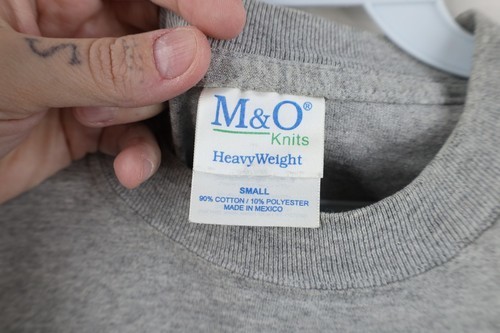 M&O®
Knits
HeavyWeight
SMALL
90% COTTON / 10% POLYESTER
MADE IN MEXICO